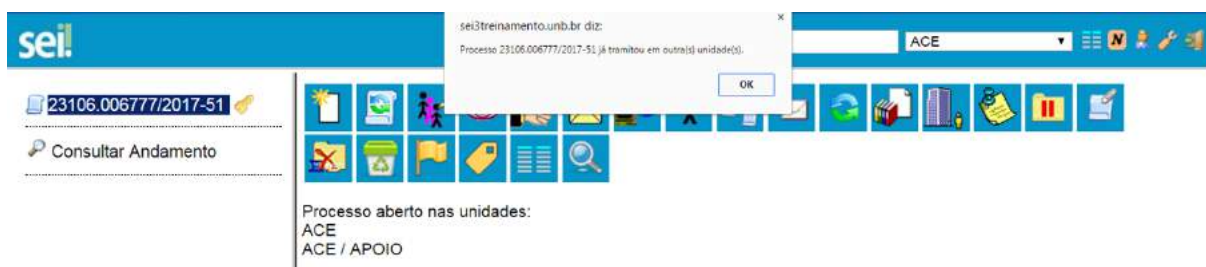 sei!
sei3treinamento.unb.br diz:
Processo 23106.006777/2017-51 já tramitou em outra(s) unidade(s).
OK
ACE
N
23106.006777/2017-51
Consultar Andamento
Processo aberto nas unidades:
ACE
ACE / APOIO